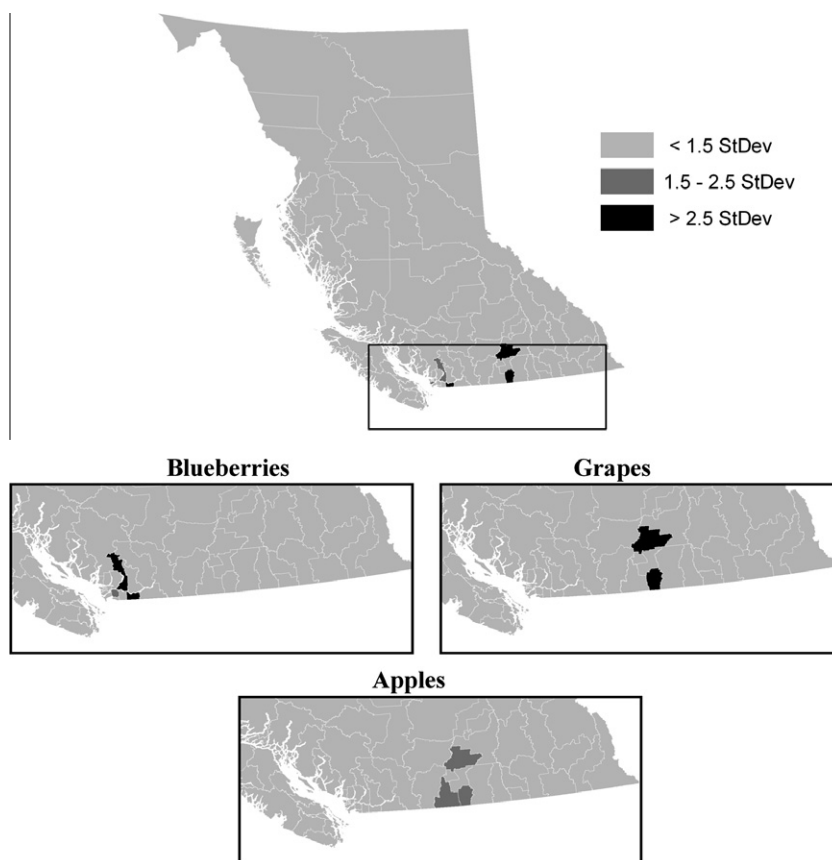 < 1.5 StDev
1.5 - 2.5 StDev
> 2.5 StDev
Blueberries
Grapes
Apples